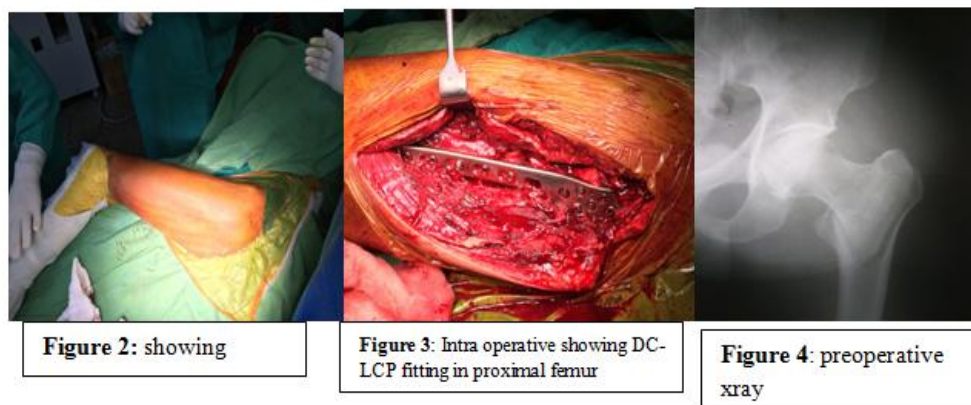 Figure 2: showing
Figure 3: Intra operative showing DC-
LCP fitting in proximal femur
Figure 4: preoperative
xray